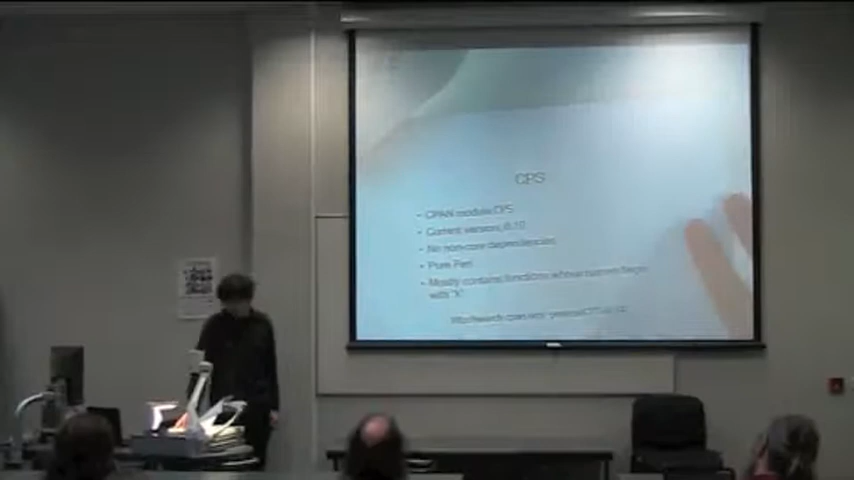 CPS
• CPAN module CPS
• Current version; 0.10
• No non-core dependencies
• Pure Perl
• Mostly contains functions whose names begin
with "k"